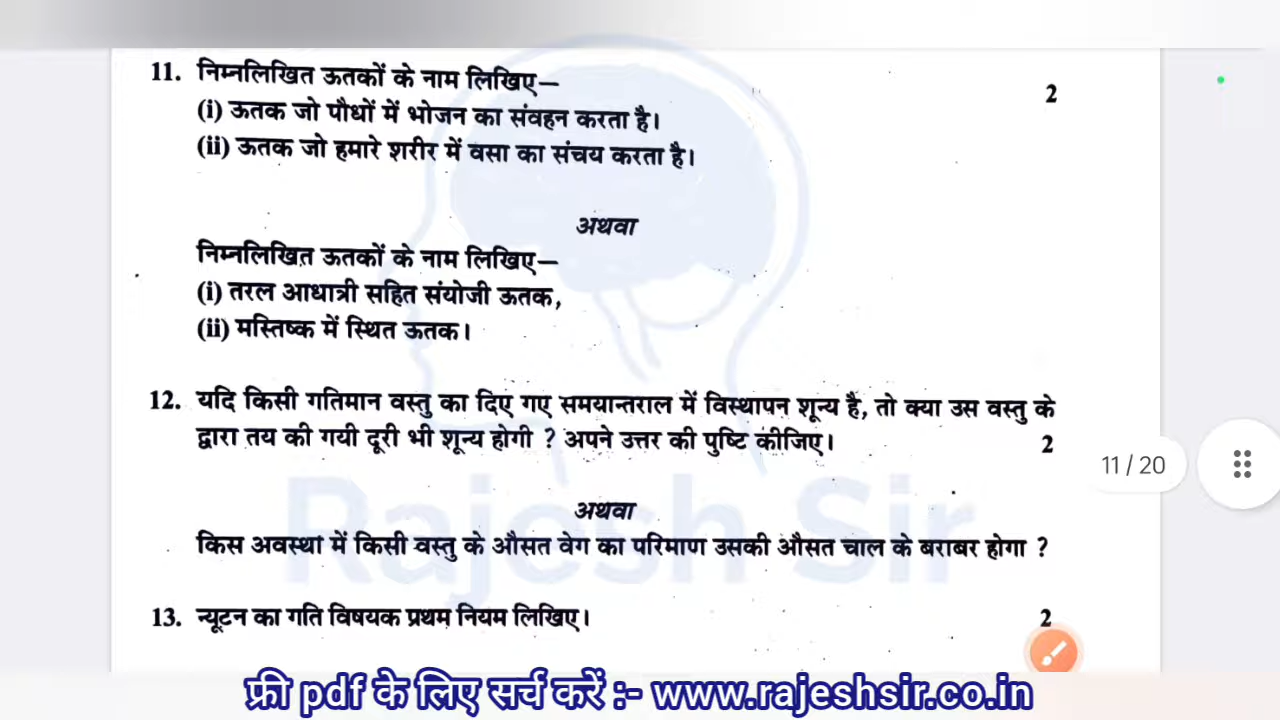 11. निम्नलिखित ऊतकों के नाम लिखिए—
2
(i) ऊतक जो पौधों में भोजन का संवहन करता है।
(ii) ऊतक जो हमारे शरीर में वसा का संचय करता है।
अथवा
निम्नलिखित ऊतकों के नाम लिखिए—
(i) तरल आधात्री सहित संयोजी ऊतक,
(ii) मस्तिष्क में स्थित ऊतक।
12. यदि किसी गतिमान वस्तु का दिए गए समयान्तराल में विस्थापन शून्य है, तो क्या उस वस्तु के
द्वारा तय की गयी दूरी भी शून्य होगी ? अपने उत्तर की पुष्टि कीजिए।
2
11 / 20
Rajesh Sir
अथवा
किस अवस्था में किसी वस्तु के औसत वेग का परिमाण उसकी औसत चाल के बराबर होगा ?
13. न्यूटन का गति विषयक प्रथम नियम लिखिए।
2
फ्री pdf के लिए सर्च करें :- www.rajeshsir.co.in